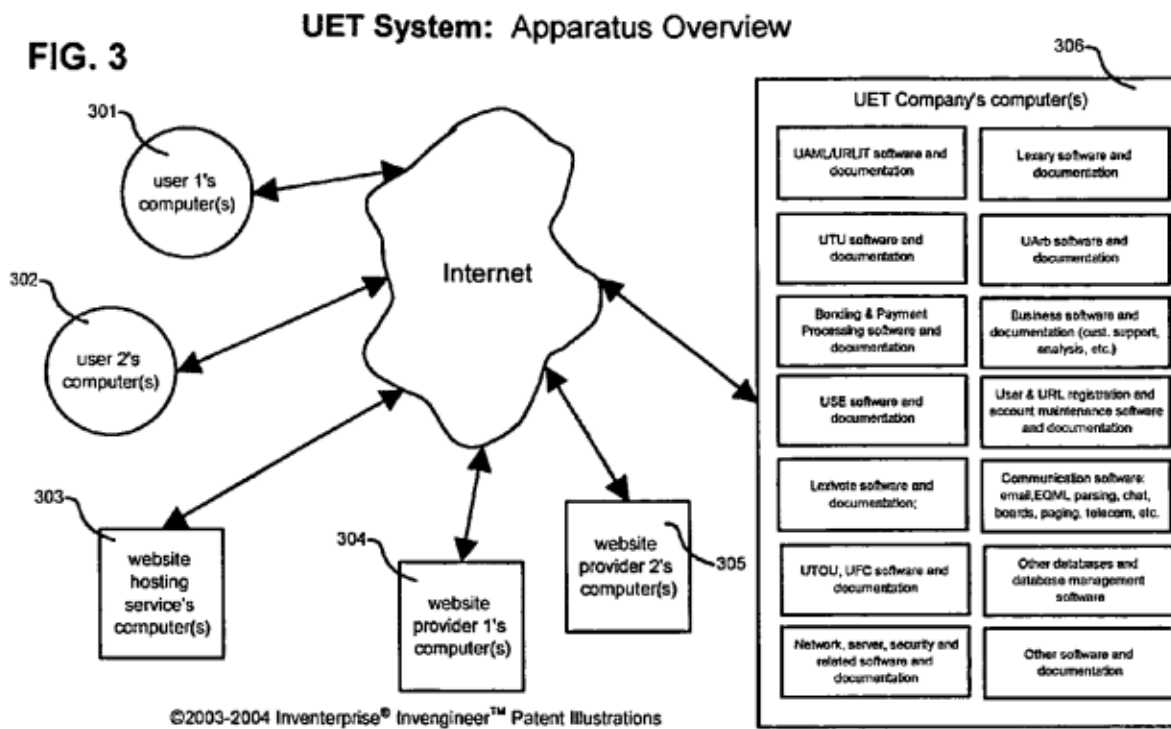 UET System: Apparatus Overview
FIG. 3
301
user 1's
computer(s)
302
user 2's
computer(s)
Internet
303
website
hosting
service's
computer(s)
304
website
provider 1's
computer(s)
website
provider 2's
computer(s)
305
306
UET Company's computer(s)
UAML/URLIT software and
documentation
Lexary software and
documentation
UTU software and
documentation
UArb software and
documentation
Bonding & Payment
Processing software and
documentation
Business software and
documentation (cust. support,
analysis, etc.)
USE software and
documentation
User & URL registration and
account maintenance software
and documentation
Lexivote software and
documentation;
Communication software:
email,EQML parsing, chat,
boards, paging, telecom, etc.
UTOU, UFC software and
documentation
Other databases and
database management
software
Network, server, security and
related software and
documentation
Other software and
documentation
©2003-2004 Inventerprise® Invengineer™ Patent Illustrations